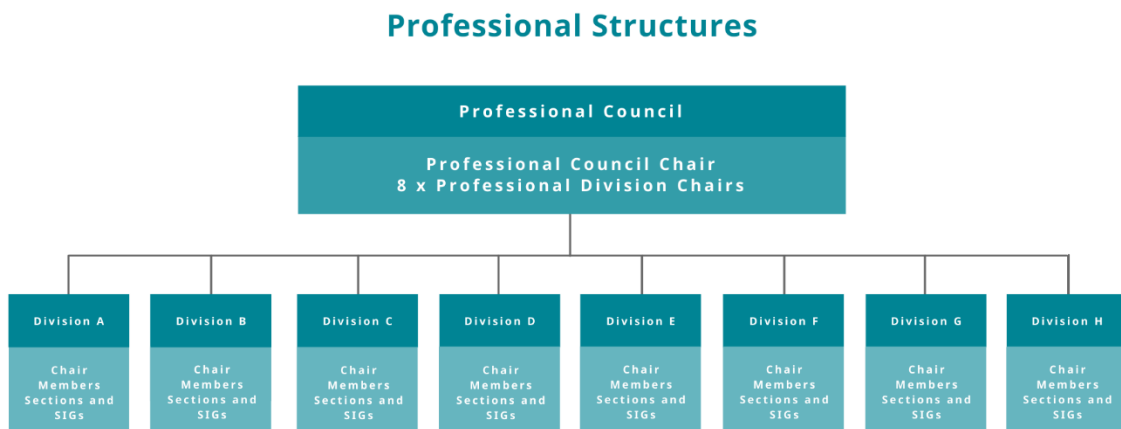 Professional Structures
Professional Council
Professional Council Chair
8 x Professional Division Chairs
Division A
Chair
Members
Sections and
SIGs
Division B
Chair
Members
Sections and
SIGs
Division C
Chair
Members
Sections and
SIGs
Division D
Chair
Members
Sections and
SIGs
Division E
Chair
Members
Sections and
SIGs
Division F
Chair
Members
Sections and
SIGs
Division G
Chair
Members
Sections and
SIGs
Division H
Chair
Members
Sections and
SIGs